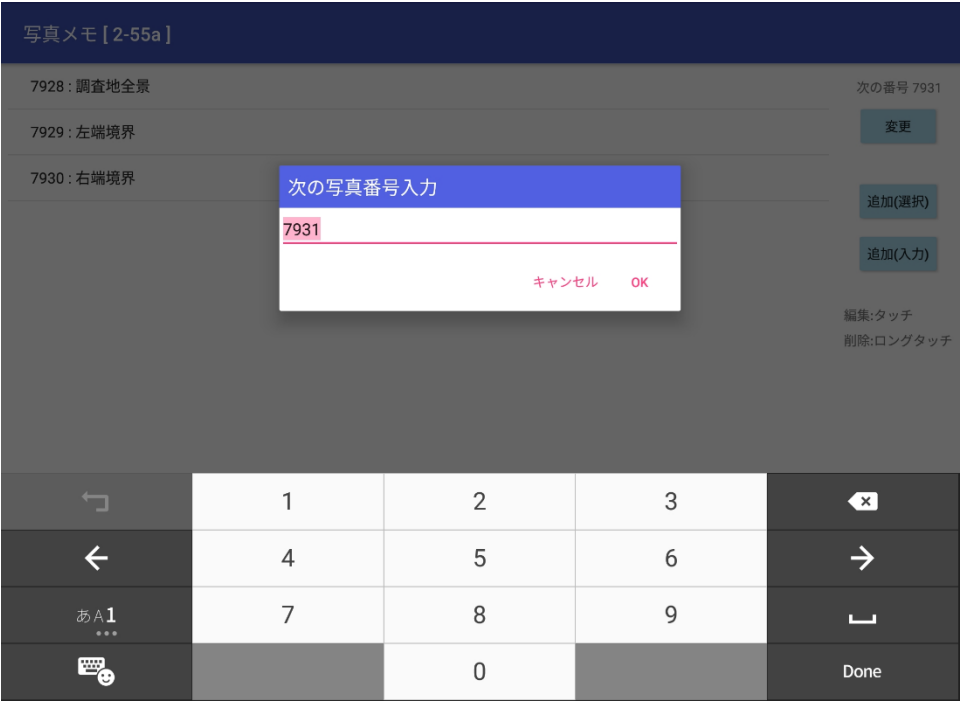 写真メモ [ 2-55a ]
7928 : 調査地全景
7929 : 左端境界
7930 : 右端境界
次の番号 7931
変更
追加(選択)
追加(入力)
編集:タッチ
削除:ロングタッチ
次の写真番号入力
7931
キャンセル OK
1 2 3
4 5 6
あA1 7 8 9
0 Done